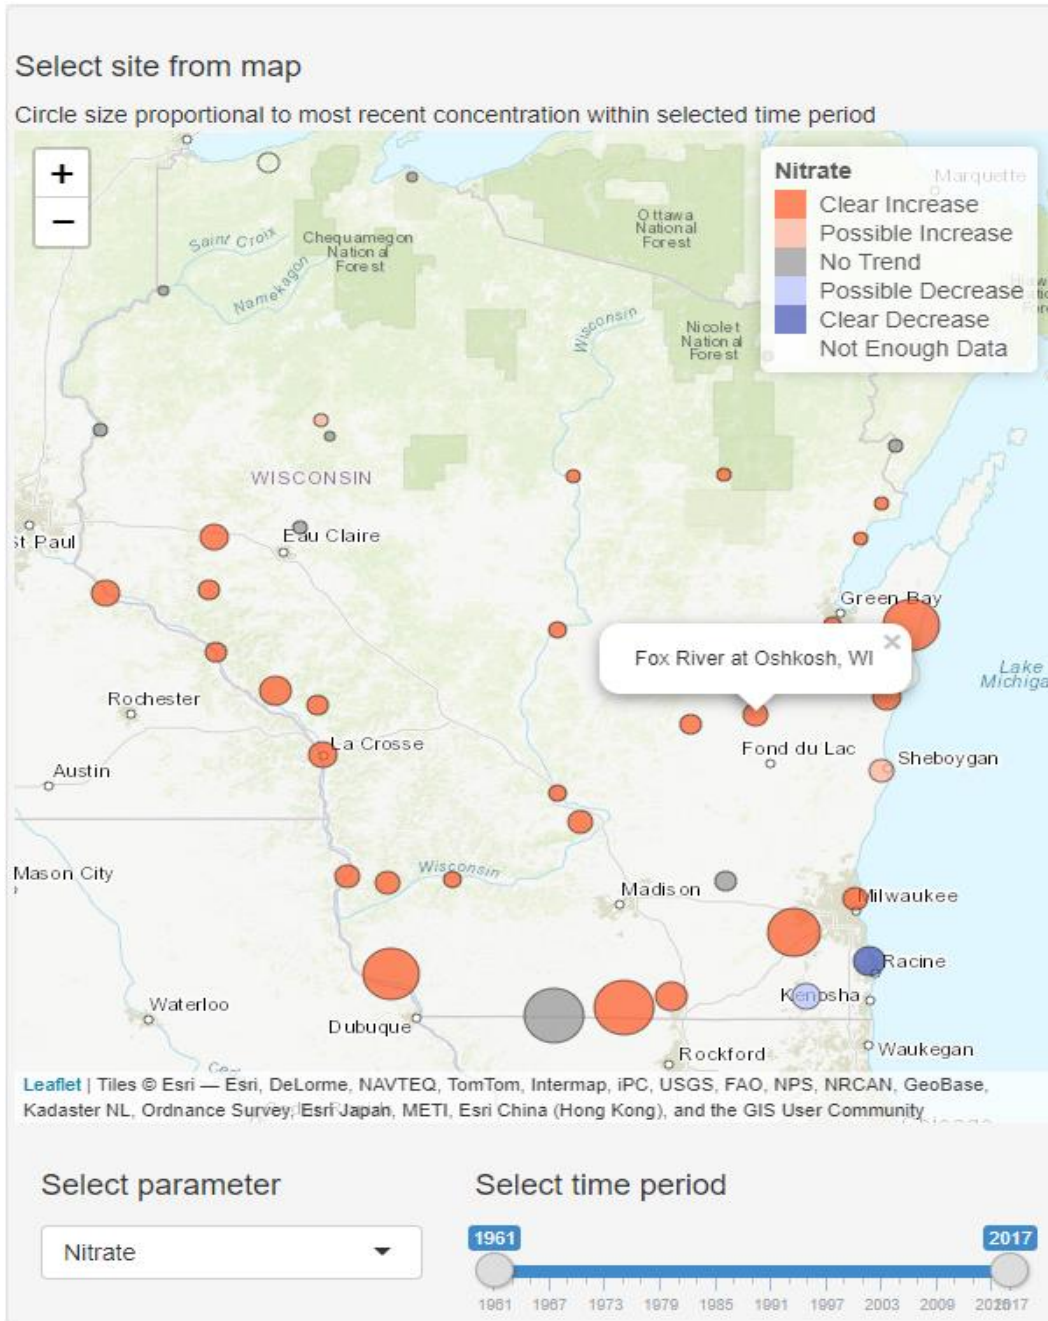 Select site from map
Circle size proportional to most recent concentration within selected time period
+
−
Nitrate
Clear Increase
Possible Increase
No Trend
Possible Decrease
Clear Decrease
Not Enough Data
Marquette
Saint Croix
Chequamegon
National
Forest
Namekagon
Ottawa
National
Forest
Wisconsin
Nicolet
National
Forest
WISCONSIN
St Paul
Eau Claire
Green Bay
Fox River at Oshkosh, WI
×
Lake
Michiga
Rochester
La Crosse
Fond du Lac
Sheboygan
Austin
Mason City
Wisconsin
Madison
Milwaukee
Racine
Kenosha
Waterloo
Dubuque
Rockford
Waukegan
Leaflet | Tiles © Esri — Esri, DeLorme, NAVTEQ, TomTom, Intermap, iPC, USGS, FAO, NPS, NRCAN, GeoBase,
Kadaster NL, Ordnance Survey, Esri Japan, METI, Esri China (Hong Kong), and the GIS User Community
Select parameter
Select time period
Nitrate
1961
2017
1961 1967 1973 1979 1985 1991 1997 2003 2009 2017